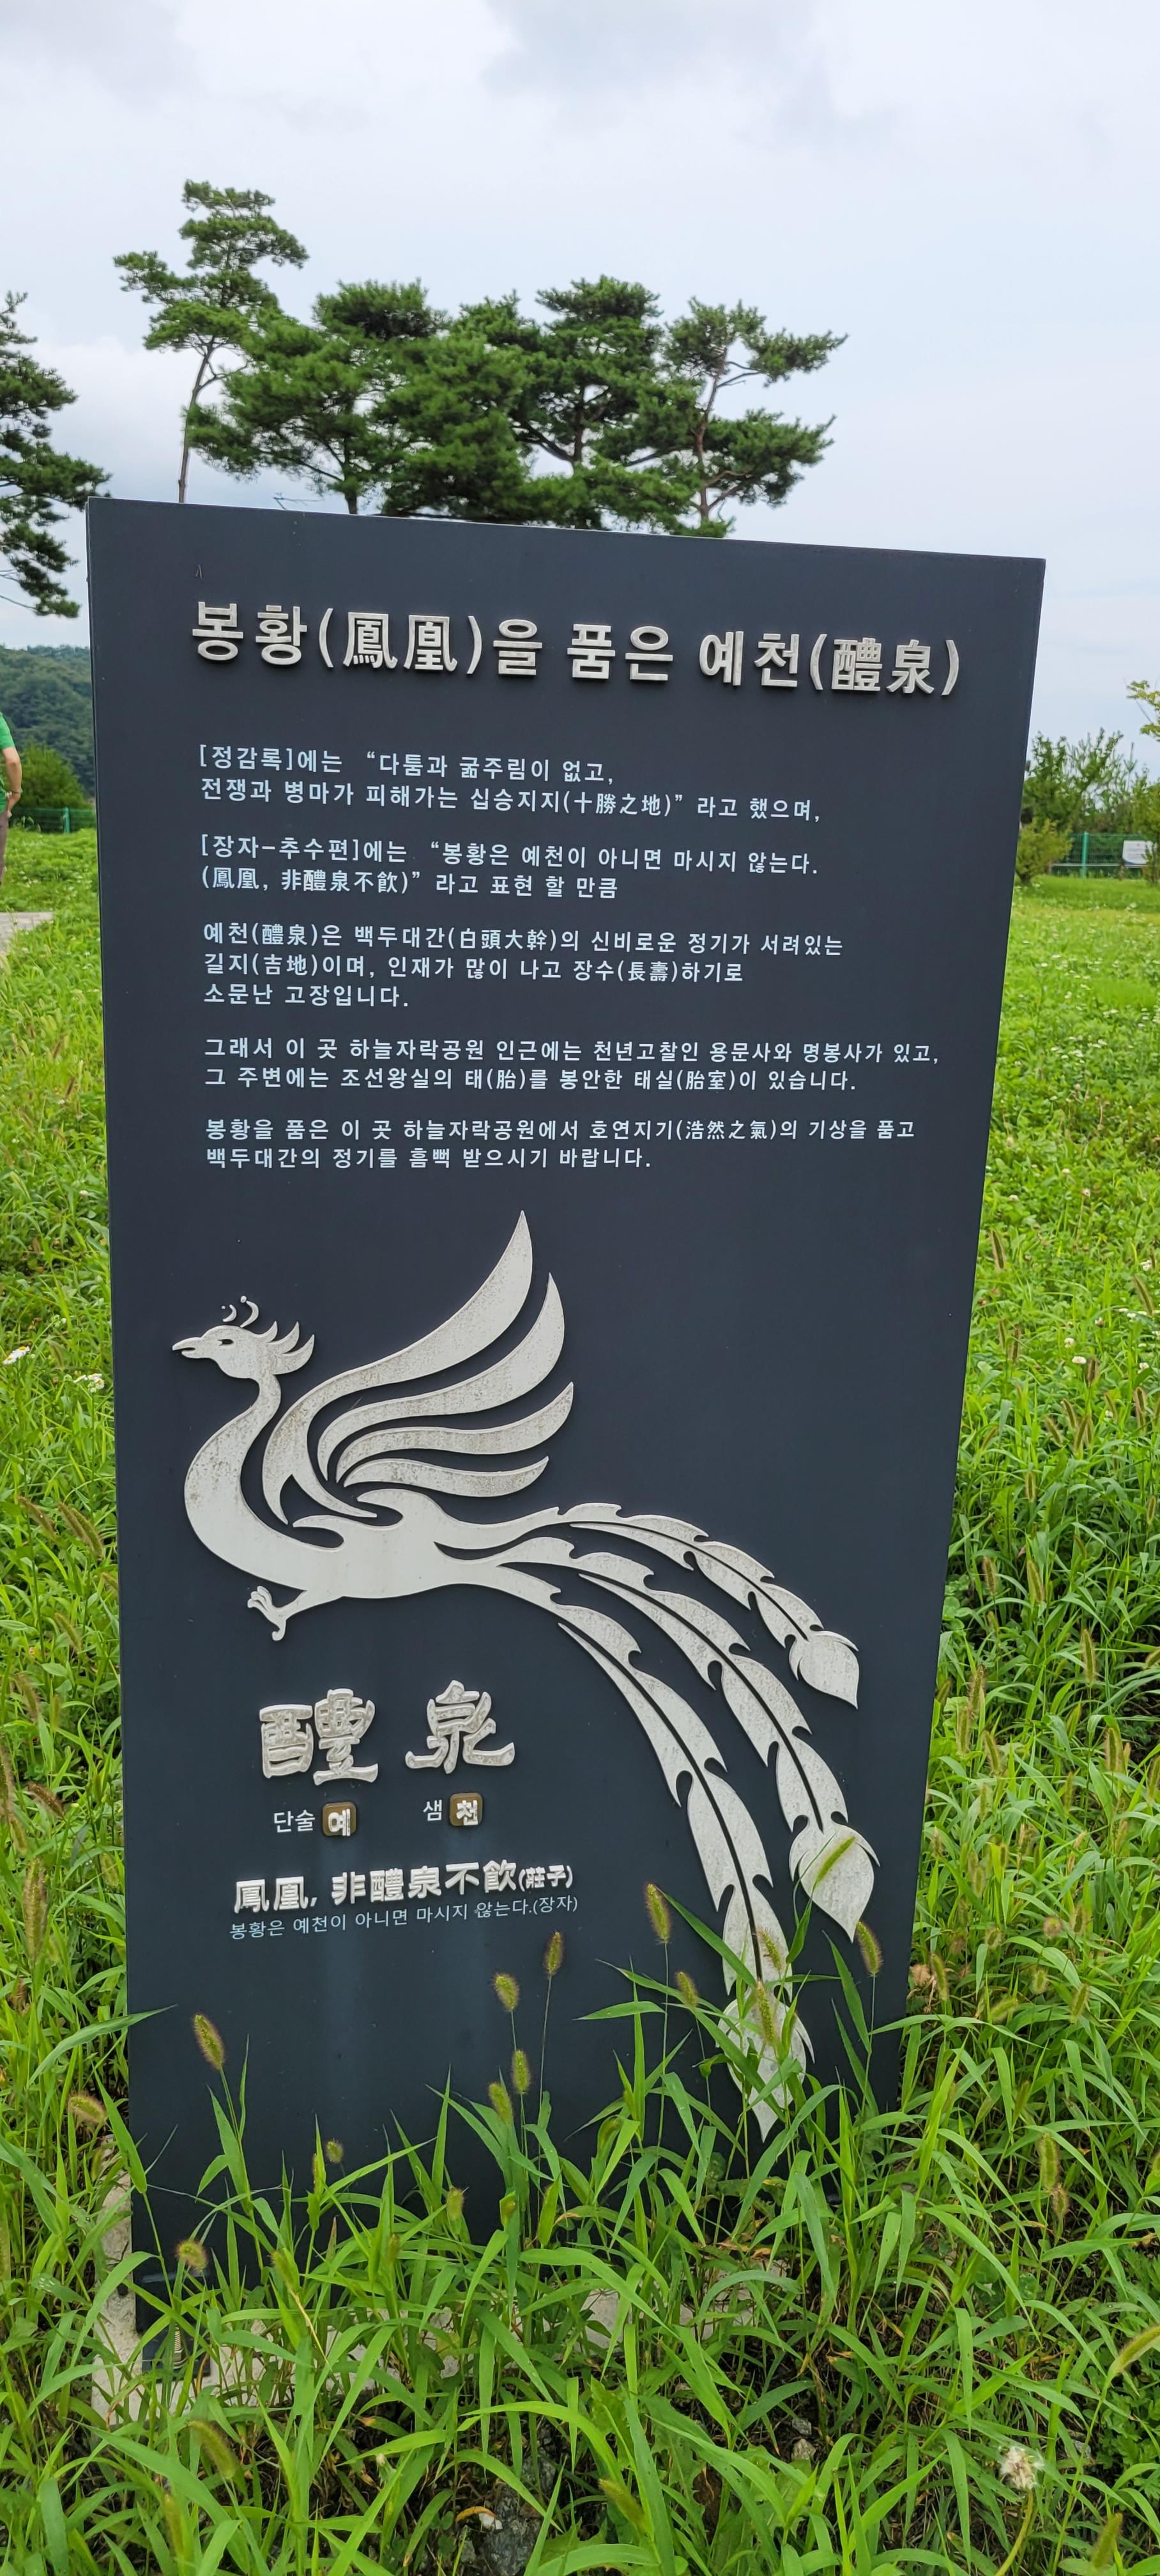 봉황(鳳凰)을 품은 예천(醴泉)
[정감록]에는 “다툼과 굶주림이 없고,
전쟁과 병마가 피해가는 십승지지(十勝之地)” 라고 했으며,
[장자-추수편]에는 “봉황은 예천이 아니면 마시지 않는다.
(鳳凰, 非醴泉不飮)” 라고 표현 할 만큼
예천(醴泉)은 백두대간(白頭大幹)의 신비로운 정기가 서려있는
길지(吉地)이며, 인재가 많이 나고 장수(長壽)하기로
소문난 고장입니다.
그래서 이 곳 하늘자락공원 인근에는 천년고찰인 용문사와 명봉사가 있고,
그 주변에는 조선왕실의 태(胎)를 봉안한 태실(胎室)이 있습니다.
봉황을 품은 이 곳 하늘자락공원에서 호연지기(浩然之氣)의 기상을 품고
백두대간의 정기를 흠뻑 받으시기 바랍니다.
醴 泉
단술 예 샘 천
鳳凰, 非醴泉不飮(莊子)
봉황은 예천이 아니면 마시지 않는다.(장자)